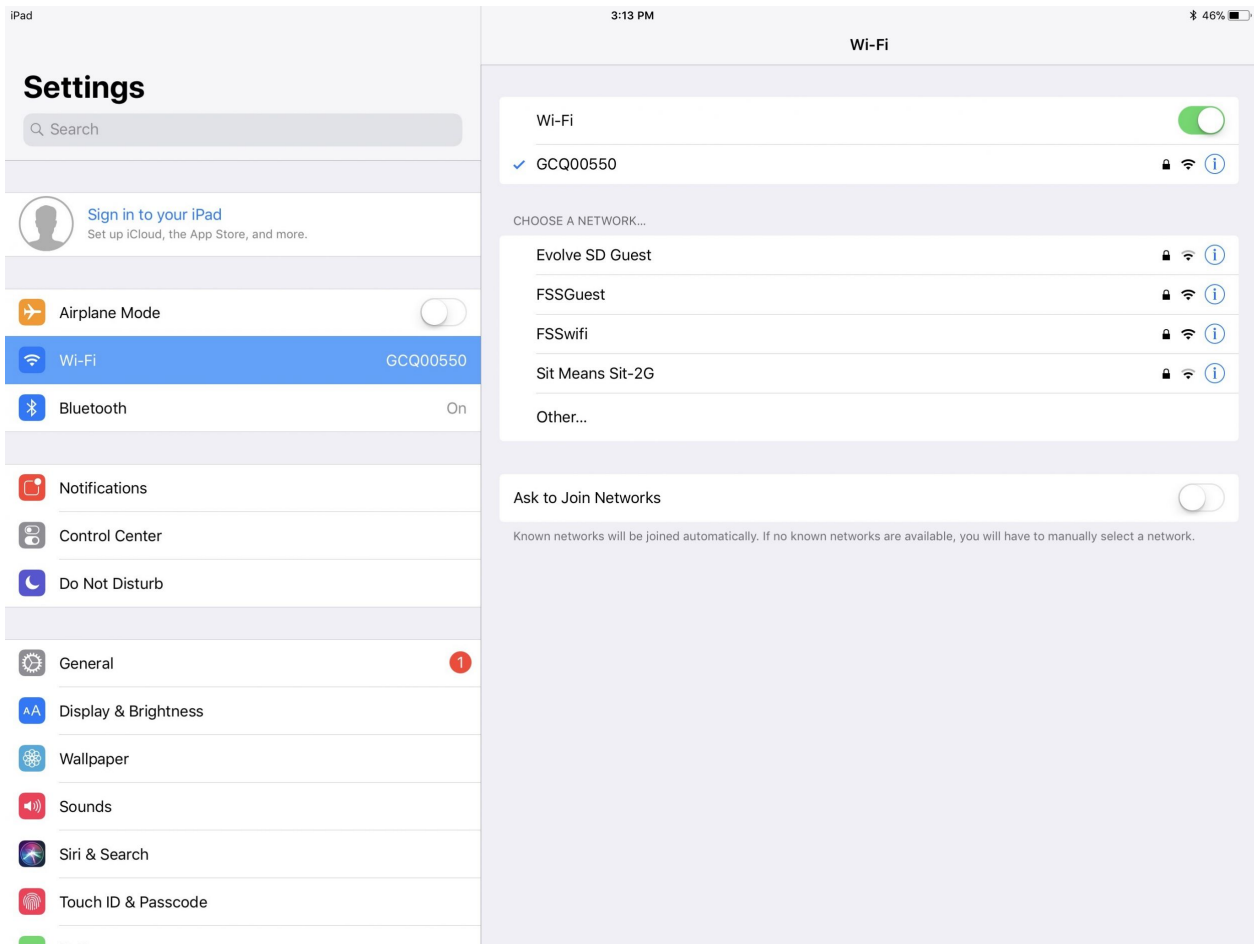 iPad
3:13 PM
46%
Settings
Search
Sign in to your iPad
Set up iCloud, the App Store, and more.
Airplane Mode
Wi-Fi GCQ00550
Bluetooth On
Notifications
Control Center
Do Not Disturb
General 1
AA Display & Brightness
Wallpaper
Sounds
Siri & Search
Touch ID & Passcode
Wi-Fi
Wi-Fi
GCQ00550
CHOOSE A NETWORK...
Evolve SD Guest
FSSGuest
FSSwifi
Sit Means Sit-2G
Other...
Ask to Join Networks
Known networks will be joined automatically. If no known networks are available, you will have to manually select a network.